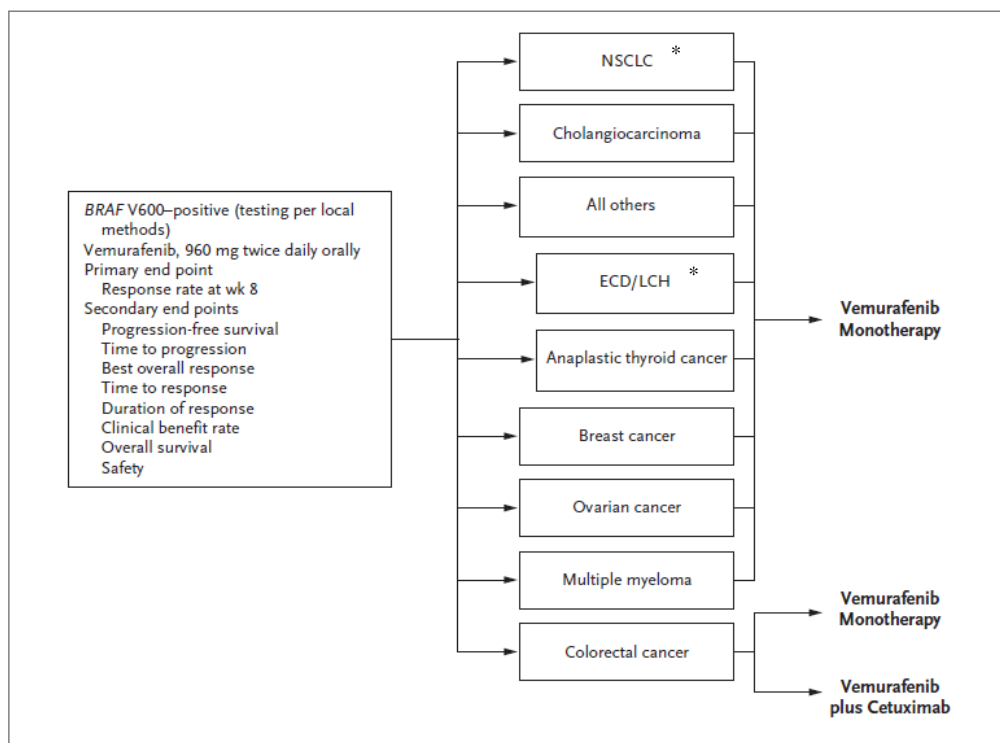 BRAF V600–positive (testing per local
methods)
Vemurafenib, 960 mg twice daily orally
Primary end point
Response rate at wk 8
Secondary end points
Progression-free survival
Time to progression
Best overall response
Time to response
Duration of response
Clinical benefit rate
Overall survival
Safety
NSCLC *
Cholangiocarcinoma
All others
ECD/LCH *
Anaplastic thyroid cancer
Breast cancer
Ovarian cancer
Multiple myeloma
Colorectal cancer
Vemurafenib
Monotherapy
Vemurafenib
Monotherapy
Vemurafenib
plus Cetuximab